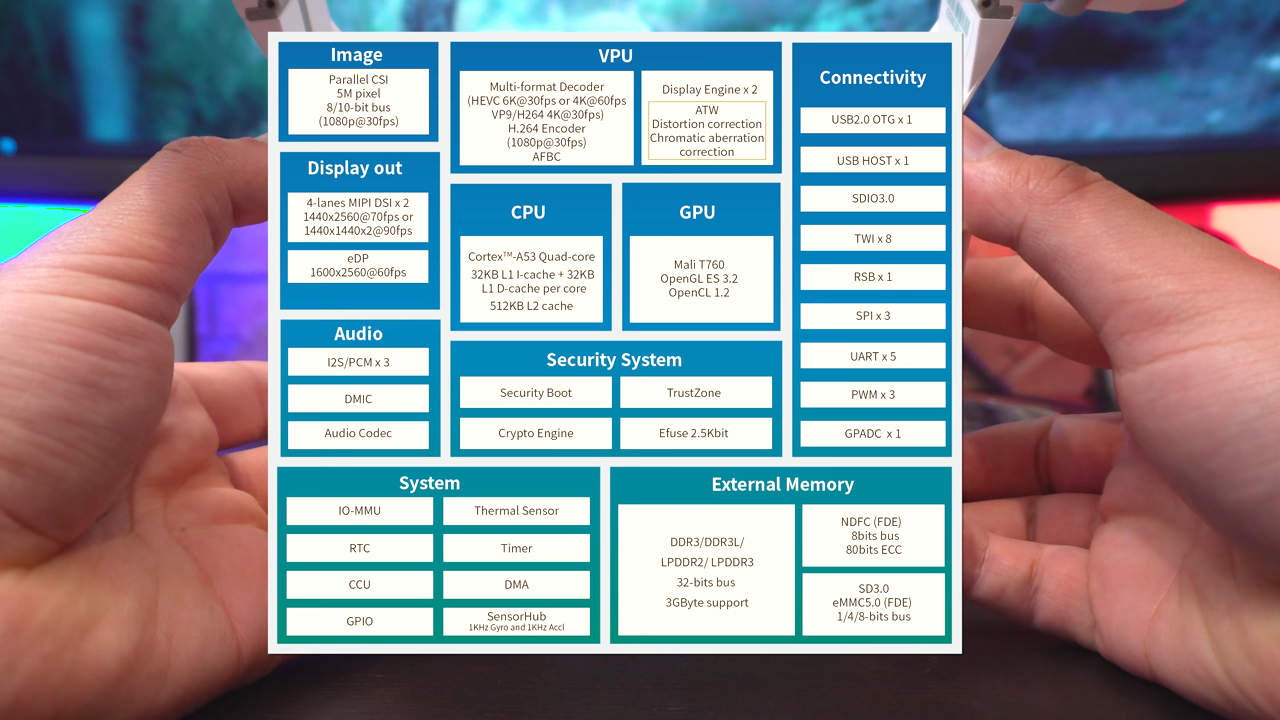 Image
Parallel CSI
5M pixel
8/10-bit bus
(1080p@30fps)
Display out
4-lanes MIPI DSI x 2
1440x2560@70fps or
1440x1440x2@90fps
eDP
1600x2560@60fps
Audio
I2S/PCM x 3
DMIC
Audio Codec
VPU
Multi-format Decoder
(HEVC 6K@30fps or 4K@60fps
VP9/H264 4K@30fps)
H.264 Encoder
(1080p@30fps)
AFBC
Display Engine x 2
ATW
Distortion correction
Chromatic aberration
correction
CPU
Cortex™-A53 Quad-core
32KB L1 I-cache + 32KB
L1 D-cache per core
512KB L2 cache
GPU
Mali T760
OpenGL ES 3.2
OpenCL 1.2
Security System
Security Boot
TrustZone
Crypto Engine
Efuse 2.5Kbit
Connectivity
USB2.0 OTG x 1
USB HOST x 1
SDIO3.0
TWI x 8
RSB x 1
SPI x 3
UART x 5
PWM x 3
GPADC x 1
System
IO-MMU
Thermal Sensor
RTC
Timer
CCU
DMA
GPIO
SensorHub
1KHz Gyro and 1KHz Accl
External Memory
DDR3/DDR3L/
LPDDR2/ LPDDR3
32-bits bus
3GByte support
NDFC (FDE)
8bits bus
80bits ECC
SD3.0
eMMC5.0 (FDE)
1/4/8-bits bus